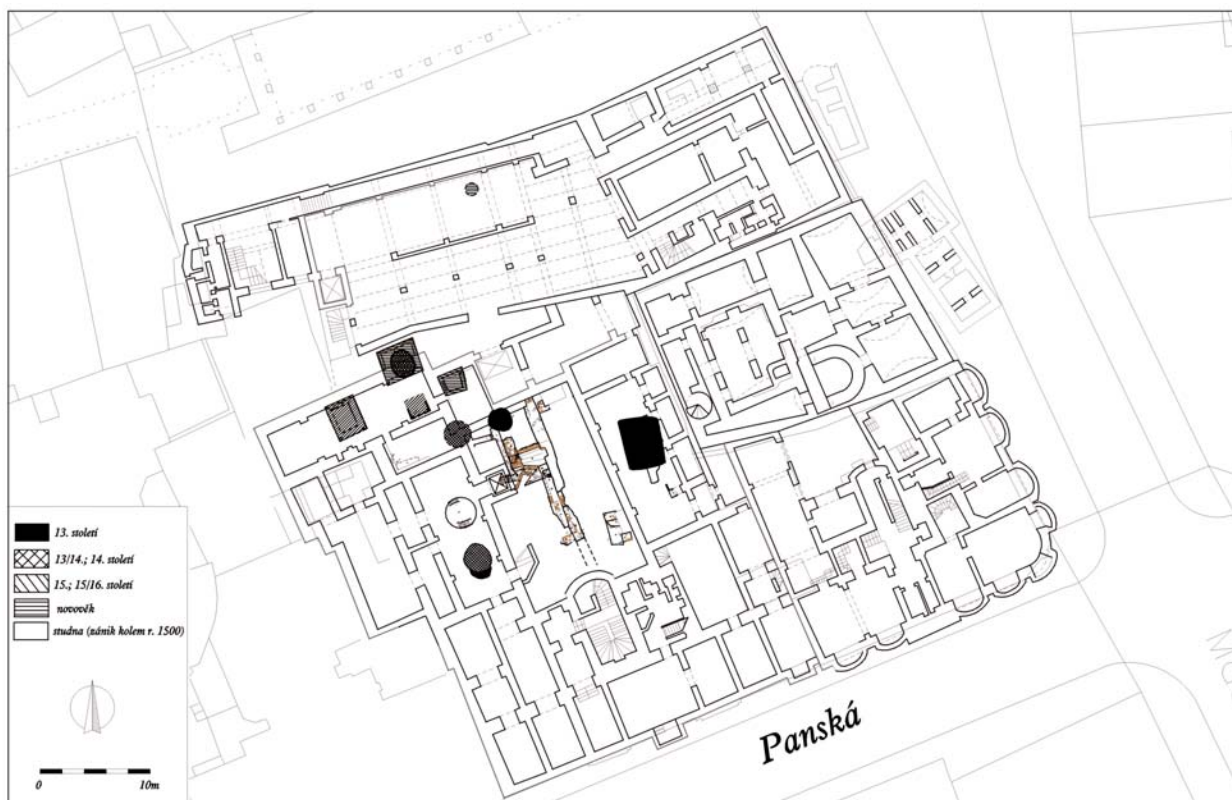 13. století
13/14.; 14. století
15.; 15/16. století
novověk
studna (zánik kolem r. 1500)
0 10m
Panská